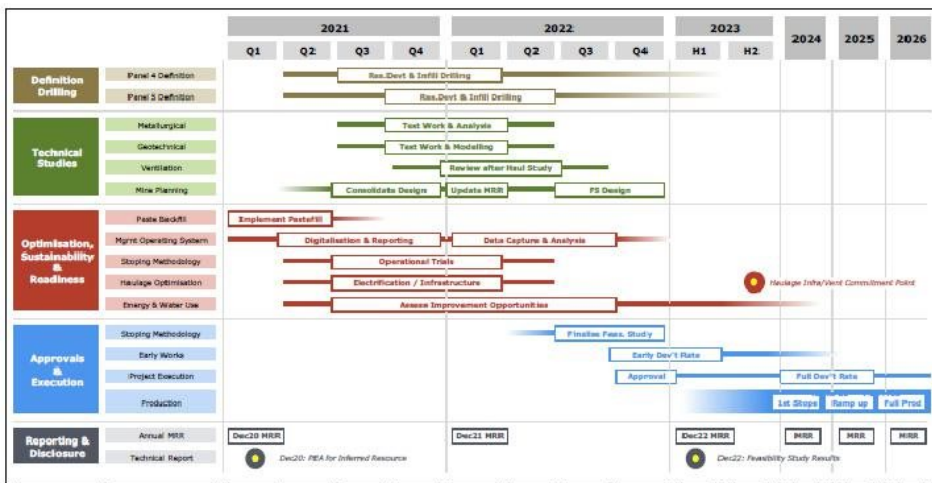 2021 2022 2023 2024 2025 2026
Q1 Q2 Q3 Q4 Q1 Q2 Q3 Q4 H1 H2
Definition
Drilling
Panel 4 Definition Res.Devt & Infill Drilling
Panel 5 Definition Res.Devt & Infill Drilling
Technical
Studies
Metallurgical Text Work & Analysis
Geotechnical Text Work & Modelling
Ventilation Review after Haul Study
Mine Planning Consolidate Design Update MRR FS Design
Optimisation,
Sustainability
&
Readiness
Paste Backfill Implement Pastefill
Mgmt Operating System Digitalisation & Reporting Data Capture & Analysis
Stoping Methodology Operational Trials
Haulage Optimisation Electrification / Infrastructure Haulage Infra/Vent Commitment Point
Energy & Water Use Assess Improvement Opportunities
Approvals
&
Execution
Stoping Methodology Finalise Feas. Study
Early Works Early Dev't Rate
Project Execution Approval Full Dev't Rate
Production 1st Stops Ramp up Full Prod
Reporting &
Disclosure
Annual MRR Dec20 MRR Dec21 MRR Dec22 MRR MRR MRR MRR
Technical Report Dec20: PEA for Inferred Resource Dec22: Feasibility Study Results